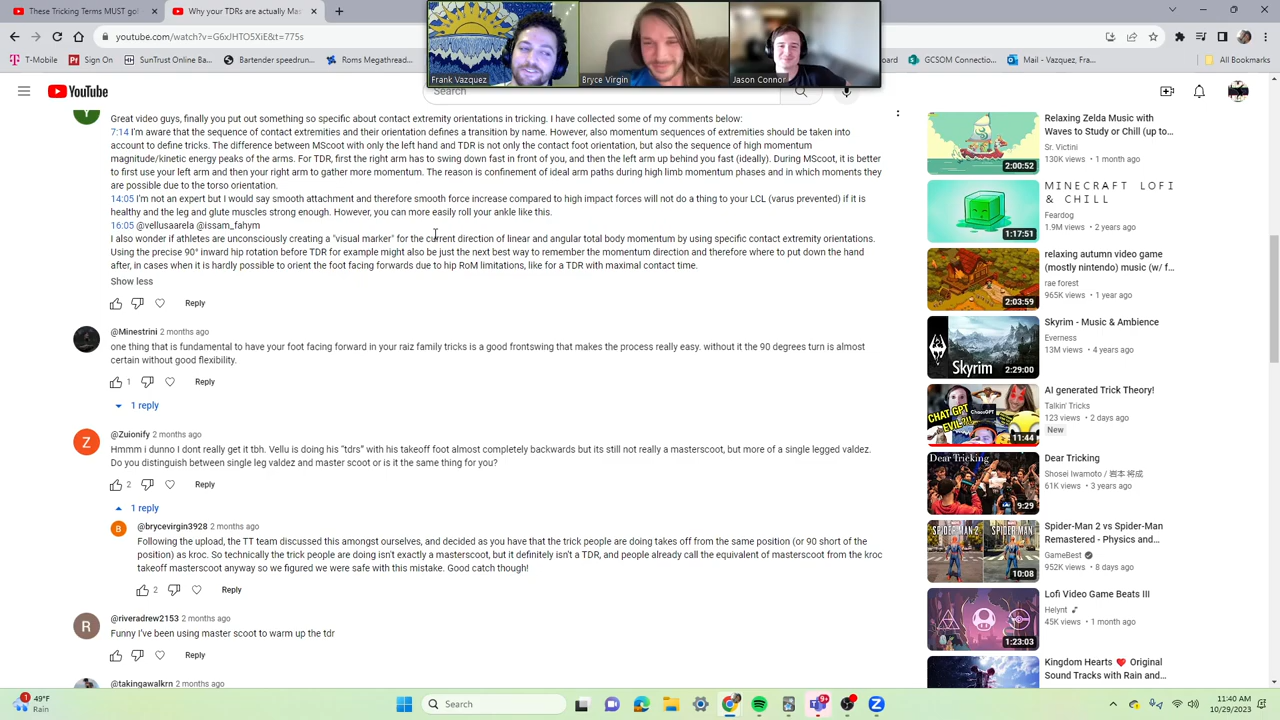 These Tricking Terms MUST go!
Why your TDRs are actually Ma
youtube.com/watch?v=G6xJHTO5XiE&t=775s
T-Mobile
Sign On
SunTrust Online Ba...
Bartender speedrun...
Roms Megathread...
GCSOM Connectio...
Mail - Vazquez, Fra...
Frank Vazquez
Bryce Virgin
Jason Connor
YouTube
Search
Great video guys, finally you put out something so specific about contact extremity orientations in tricking. I have collected some of my comments below:
7:14 I'm aware that the sequence of contact extremities and their orientation defines a transition by name. However, also momentum sequences of extremities should be taken into
account to define tricks. The difference between MScoot with only the left hand and TDR is not only the contact foot orientation, but also the sequence of high momentum
magnitude/kinetic energy peaks of the arms. For TDR, first the right arm has to swing down fast in front of you, and then the left arm up behind you fast (ideally). During MScoot, it is better
to first use your left arm and then your right arm to gather more momentum. The reason is confinement of ideal arm paths during high limb momentum phases and in which moments they
are possible due to the torso orientation.
14:05 I'm not an expert but I would say smooth attachment and therefore smooth force increase compared to high impact forces will not do a thing to your LCL (varus prevented) if it is
healthy and the leg and glute muscles strong enough. However, you can more easily roll your ankle like this.
16:05 @vellusaarela @issam_fahym
I also wonder if athletes are unconsciously creating a "visual marker" for the current direction of linear and angular total body momentum by using specific contact extremity orientations.
Using the precise 90° inward hip rotation before TDR for example might also be just the next best way to remember the momentum direction and therefore where to put down the hand
after, in cases when it is hardly possible to orient the foot facing forwards due to hip RoM limitations, like for a TDR with maximal contact time.
Show less
Reply
@Minestrini 2 months ago
one thing that is fundamental to have your foot facing forward in your raiz family tricks is a good frontswing that makes the process really easy. without it the 90 degrees turn is almost
certain without good flexibility.
1 Reply
1 reply
Z
@Zuionify 2 months ago
Hmmm i dunno I dont really get it tbh. Vellu is doing his "tdrs" with his takeoff foot almost completely backwards but its still not really a masterscoot, but more of a single legged valdez.
Do you distinguish between single leg valdez and master scoot or is it the same thing for you?
2 Reply
1 reply
B
@brycevirgin3928 2 months ago
Following the upload, the TT team discussed this amongst ourselves, and decided as you have that the trick people are doing takes off from the same position (or 90 short of the
position) as kroc. So technically the trick people are doing isn't exactly a masterscoot, but it definitely isn't a TDR, and people already call the equivalent of masterscoot from the kroc
takeoff masterscoot anyway so we figured we were safe with this mistake. Good catch though!
2 Reply
R
@riveradrew2153 2 months ago
Funny I've been using master scoot to warm up the tdr
Reply
@takingawalkrn 2 months ago
2:00:52
Relaxing Zelda Music with
Waves to Study or Chill (up to...
Sr. Victini
130K views • 1 month ago
1:17:51
MINECRAFT LOFI
& CHILL
Feardog
1.9M views • 2 years ago
2:03:59
relaxing autumn video game
(mostly nintendo) music (w/ f...
rae forest
965K views • 1 year ago
Skyrim
2:29:00
Skyrim - Music & Ambience
Everness
13M views • 4 years ago
CHAT GPT
EVIL?!!
ChaosGPT
11:44
AI generated Trick Theory!
Talkin' Tricks
123 views • 2 days ago
New
Dear Tricking
9:29
Dear Tricking
Shosei Iwamoto / 岩本 将成
61K views • 3 years ago
SPIDER-MAN 2
SPIDER-MAN
10:08
Spider-Man 2 vs Spider-Man
Remastered - Physics and...
GameBest
952K views • 8 days ago
1:23:03
Lofi Video Game Beats III
Helynt
45K views • 1 month ago
Kingdom Hearts ❤️ Original
Sound Tracks with Rain and...
1
49°F
Rain
Search
9+
11:40 AM
10/29/2023